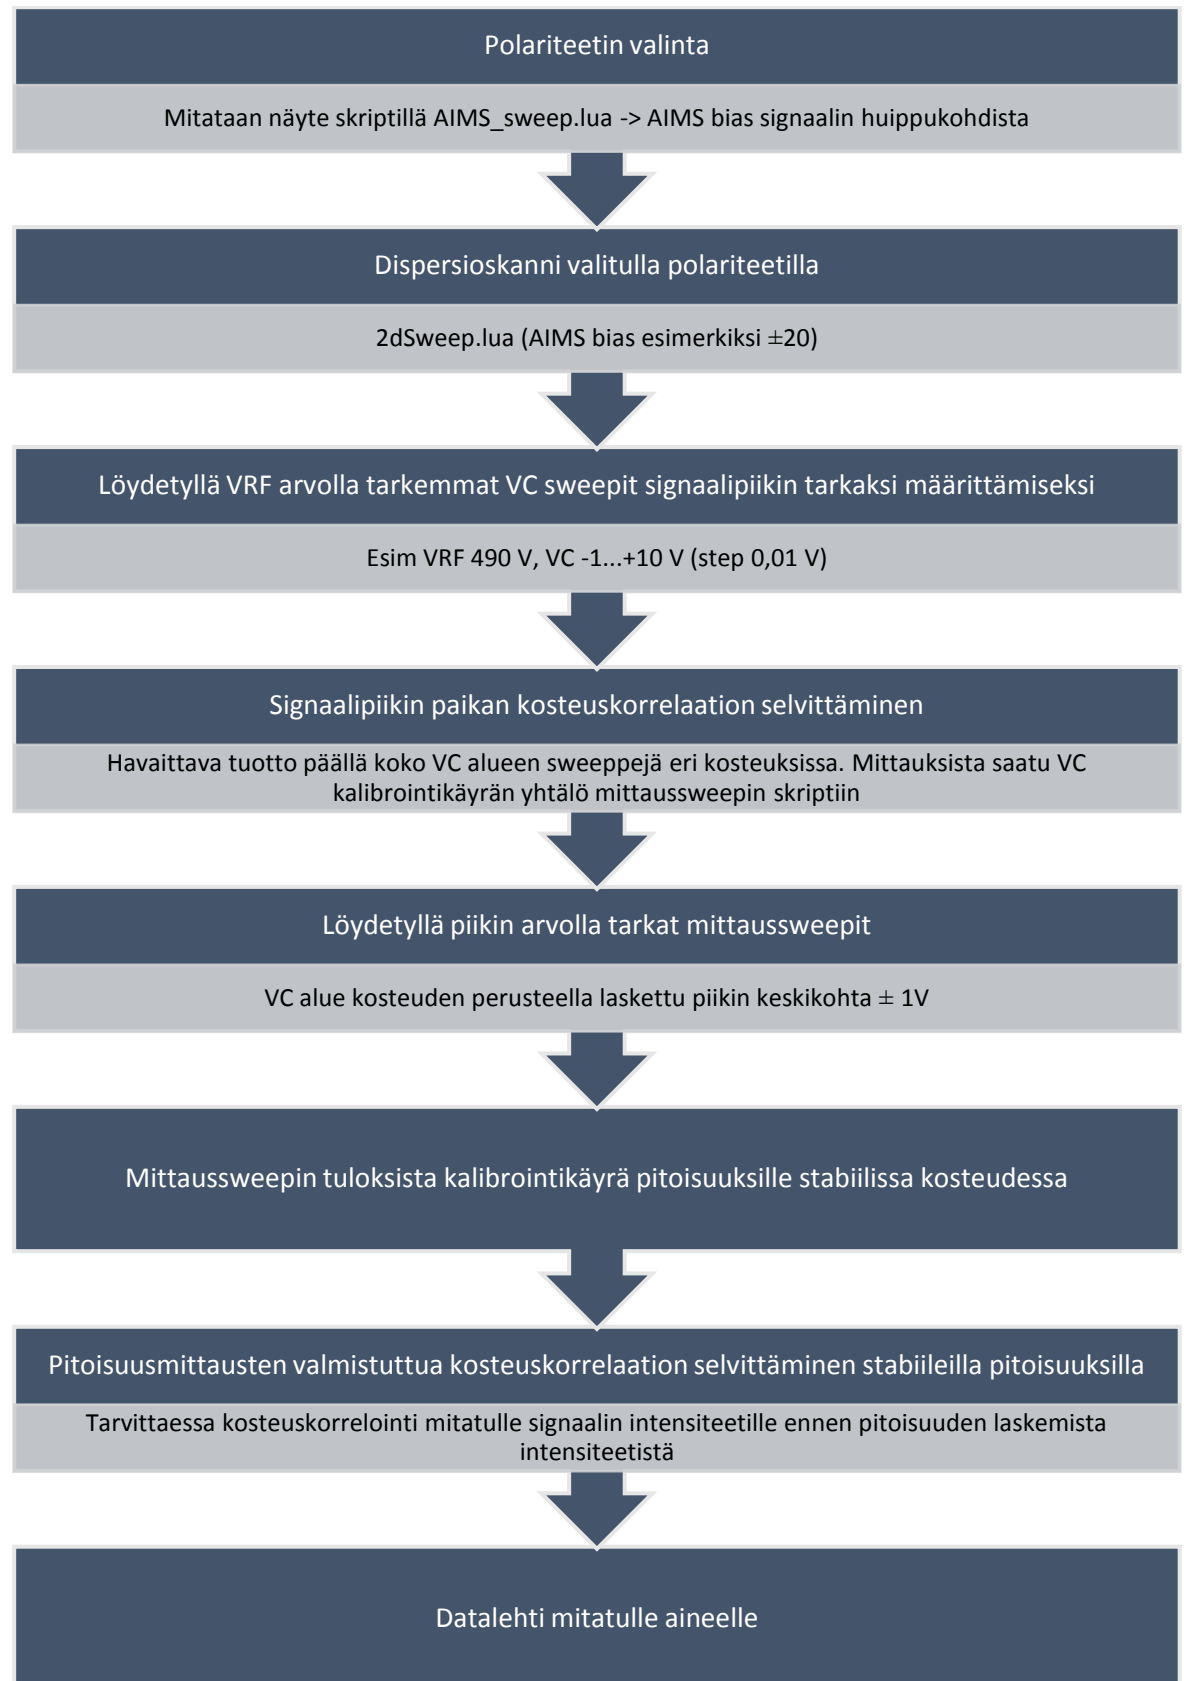 Polariteetin valinta
Mitataan näyte skriptillä AIMS_sweep.lua -> AIMS bias signaalin huippukohdista
Dispersioskanni valitulla polariteetilla
2dSweep.lua (AIMS bias esimerkiksi ±20)
Löydetyllä VRF arvolla tarkemmat VC sweepit signaalipiikin tarkaksi määrittämiseksi
Esim VRF 490 V, VC -1...+10 V (step 0,01 V)
Signaalipiikin paikan kosteuskorrelaation selvittäminen
Havaittava tuotto päällä koko VC alueen sweeppejä eri kosteuksissa. Mittauksista saatu VC
kalibrointikäyrän yhtälö mittaussweepin skriptiin
Löydetyllä piikin arvolla tarkat mittaussweepit
VC alue kosteuden perusteella laskettu piikin keskikohta ± 1V
Mittaussweepin tuloksista kalibrointikäyrä pitoisuuksille stabiilissa kosteudessa
Pitoisuusmittausten valmistuttua kosteuskorrelaation selvittäminen stabiileilla pitoisuuksilla
Tarvittaessa kosteuskorrelointi mitatulle signaalin intensiteetille ennen pitoisuuden laskemista
intensiteetistä
Datalehti mitatulle aineelle